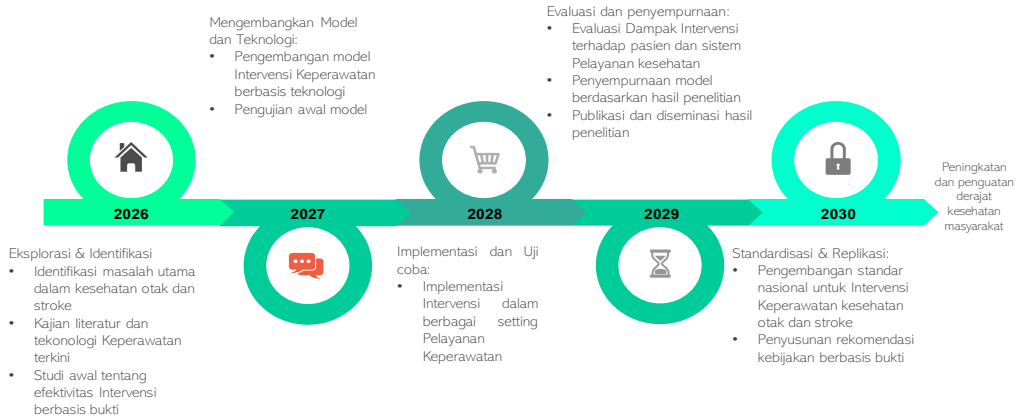 Mengembangkan Model
dan Teknologi:
• Pengembangan model
Intervensi Keperawatan
berbasis teknologi
• Pengujian awal model
Evaluasi dan penyempurnaan:
• Evaluasi Dampak Intervensi
terhadap pasien dan sistem
Pelayanan kesehatan
• Penyempurnaan model
berdasarkan hasil penelitian
• Publikasi dan diseminasi hasil
penelitian
2026
2027
2028
2029
2030
Peningkatan
dan penguatan
derajat
kesehatan
masyarakat
Eksplorasi & Identifikasi
• Identifikasi masalah utama
dalam kesehatan otak dan
stroke
• Kajian literatur dan
tekonologi Keperawatan
terkini
• Studi awal tentang
efektivitas Intervensi
berbasis bukti
Implementasi dan Uji
coba:
• Implementasi
Intervensi dalam
berbagai setting
Pelayanan
Keperawatan
Standardisasi & Replikasi:
• Pengembangan standar
nasional untuk Intervensi
Keperawatan kesehatan
otak dan stroke
• Penyusunan rekomendasi
kebijakan berbasis bukti